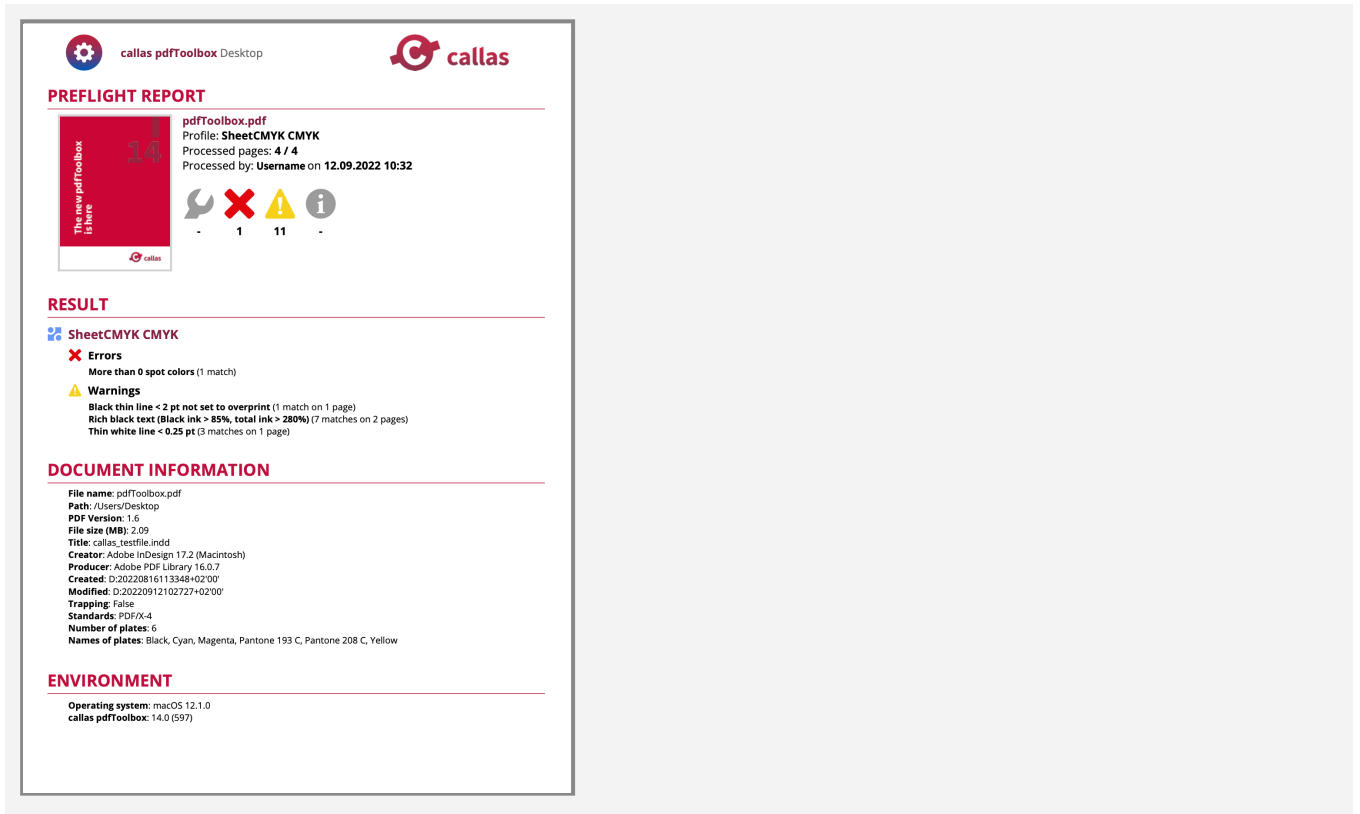 callas pdfToolbox Desktop
callas
PREFLIGHT REPORT
The new pdfToolbox
is here
14
callas
pdfToolbox.pdf
Profile: SheetCMYK CMYK
Processed pages: 4 / 4
Processed by: Username on 12.09.2022 10:32
- 1 11 -
RESULT
SheetCMYK CMYK
Errors
More than 0 spot colors (1 match)
Warnings
Black thin line < 2 pt not set to overprint (1 match on 1 page)
Rich black text (Black ink > 85%, total ink > 280%) (7 matches on 2 pages)
Thin white line < 0.25 pt (3 matches on 1 page)
DOCUMENT INFORMATION
File name: pdfToolbox.pdf
Path: /Users/Desktop
PDF Version: 1.6
File size (MB): 2.09
Title: callas_testfile.indd
Creator: Adobe InDesign 17.2 (Macintosh)
Producer: Adobe PDF Library 16.0.7
Created: D:20220816113348+02'00'
Modified: D:20220912102727+02'00'
Trapping: False
Standards: PDF/X-4
Number of plates: 6
Names of plates: Black, Cyan, Magenta, Pantone 193 C, Pantone 208 C, Yellow
ENVIRONMENT
Operating system: macOS 12.1.0
callas pdfToolbox: 14.0 (597)